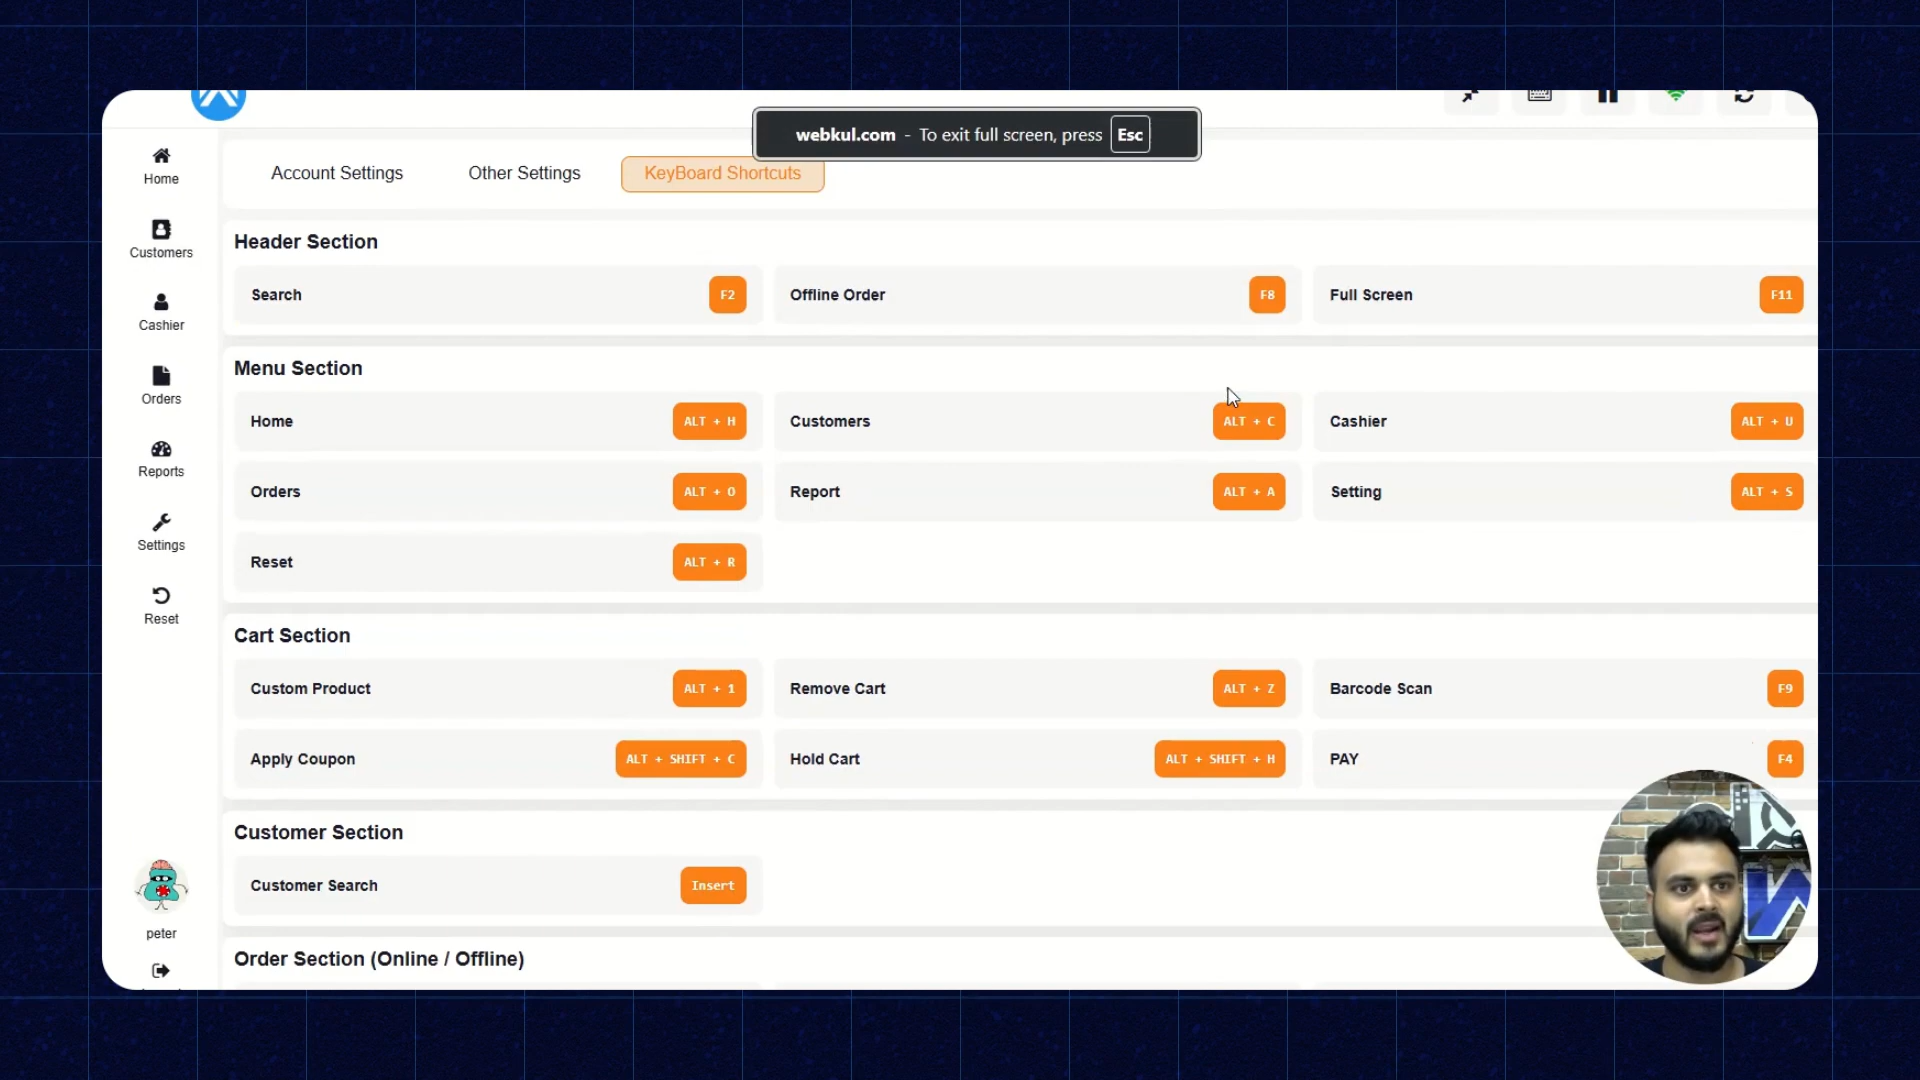 webkul.com - To exit full screen, press Esc
Account Settings
Other Settings
KeyBoard Shortcuts
Home
Customers
Cashier
Orders
Reports
Settings
Reset
peter
Header Section
Search F2
Offline Order F8
Full Screen F11
Menu Section
Home ALT + H
Customers ALT + C
Cashier ALT + U
Orders ALT + O
Report ALT + A
Setting ALT + S
Reset ALT + R
Cart Section
Custom Product ALT + 1
Remove Cart ALT + Z
Barcode Scan F9
Apply Coupon ALT + SHIFT + C
Hold Cart ALT + SHIFT + H
PAY F4
Customer Section
Customer Search Insert
Order Section (Online / Offline)